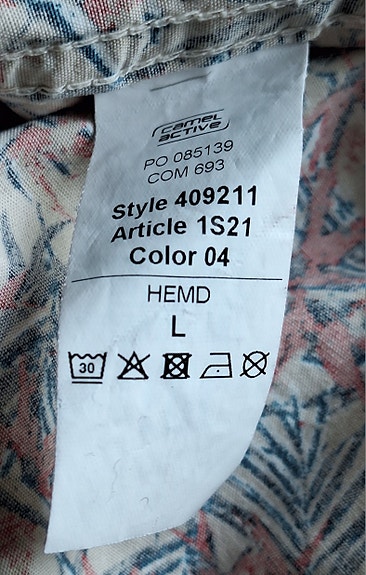 camel
active
PO 085139
COM 693
Style 409211
Article 1S21
Color 04
HEMD
L
30